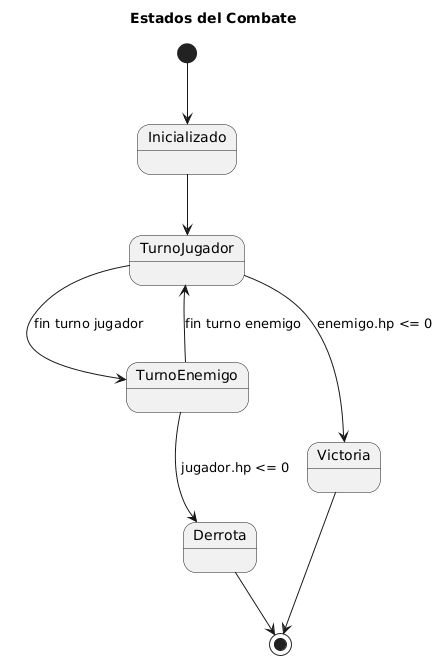 Estados del Combate
Inicializado
TurnoJugador
fin turno jugador
fin turno enemigo
enemigo.hp <= 0
TurnoEnemigo
Victoria
jugador.hp <= 0
Derrota